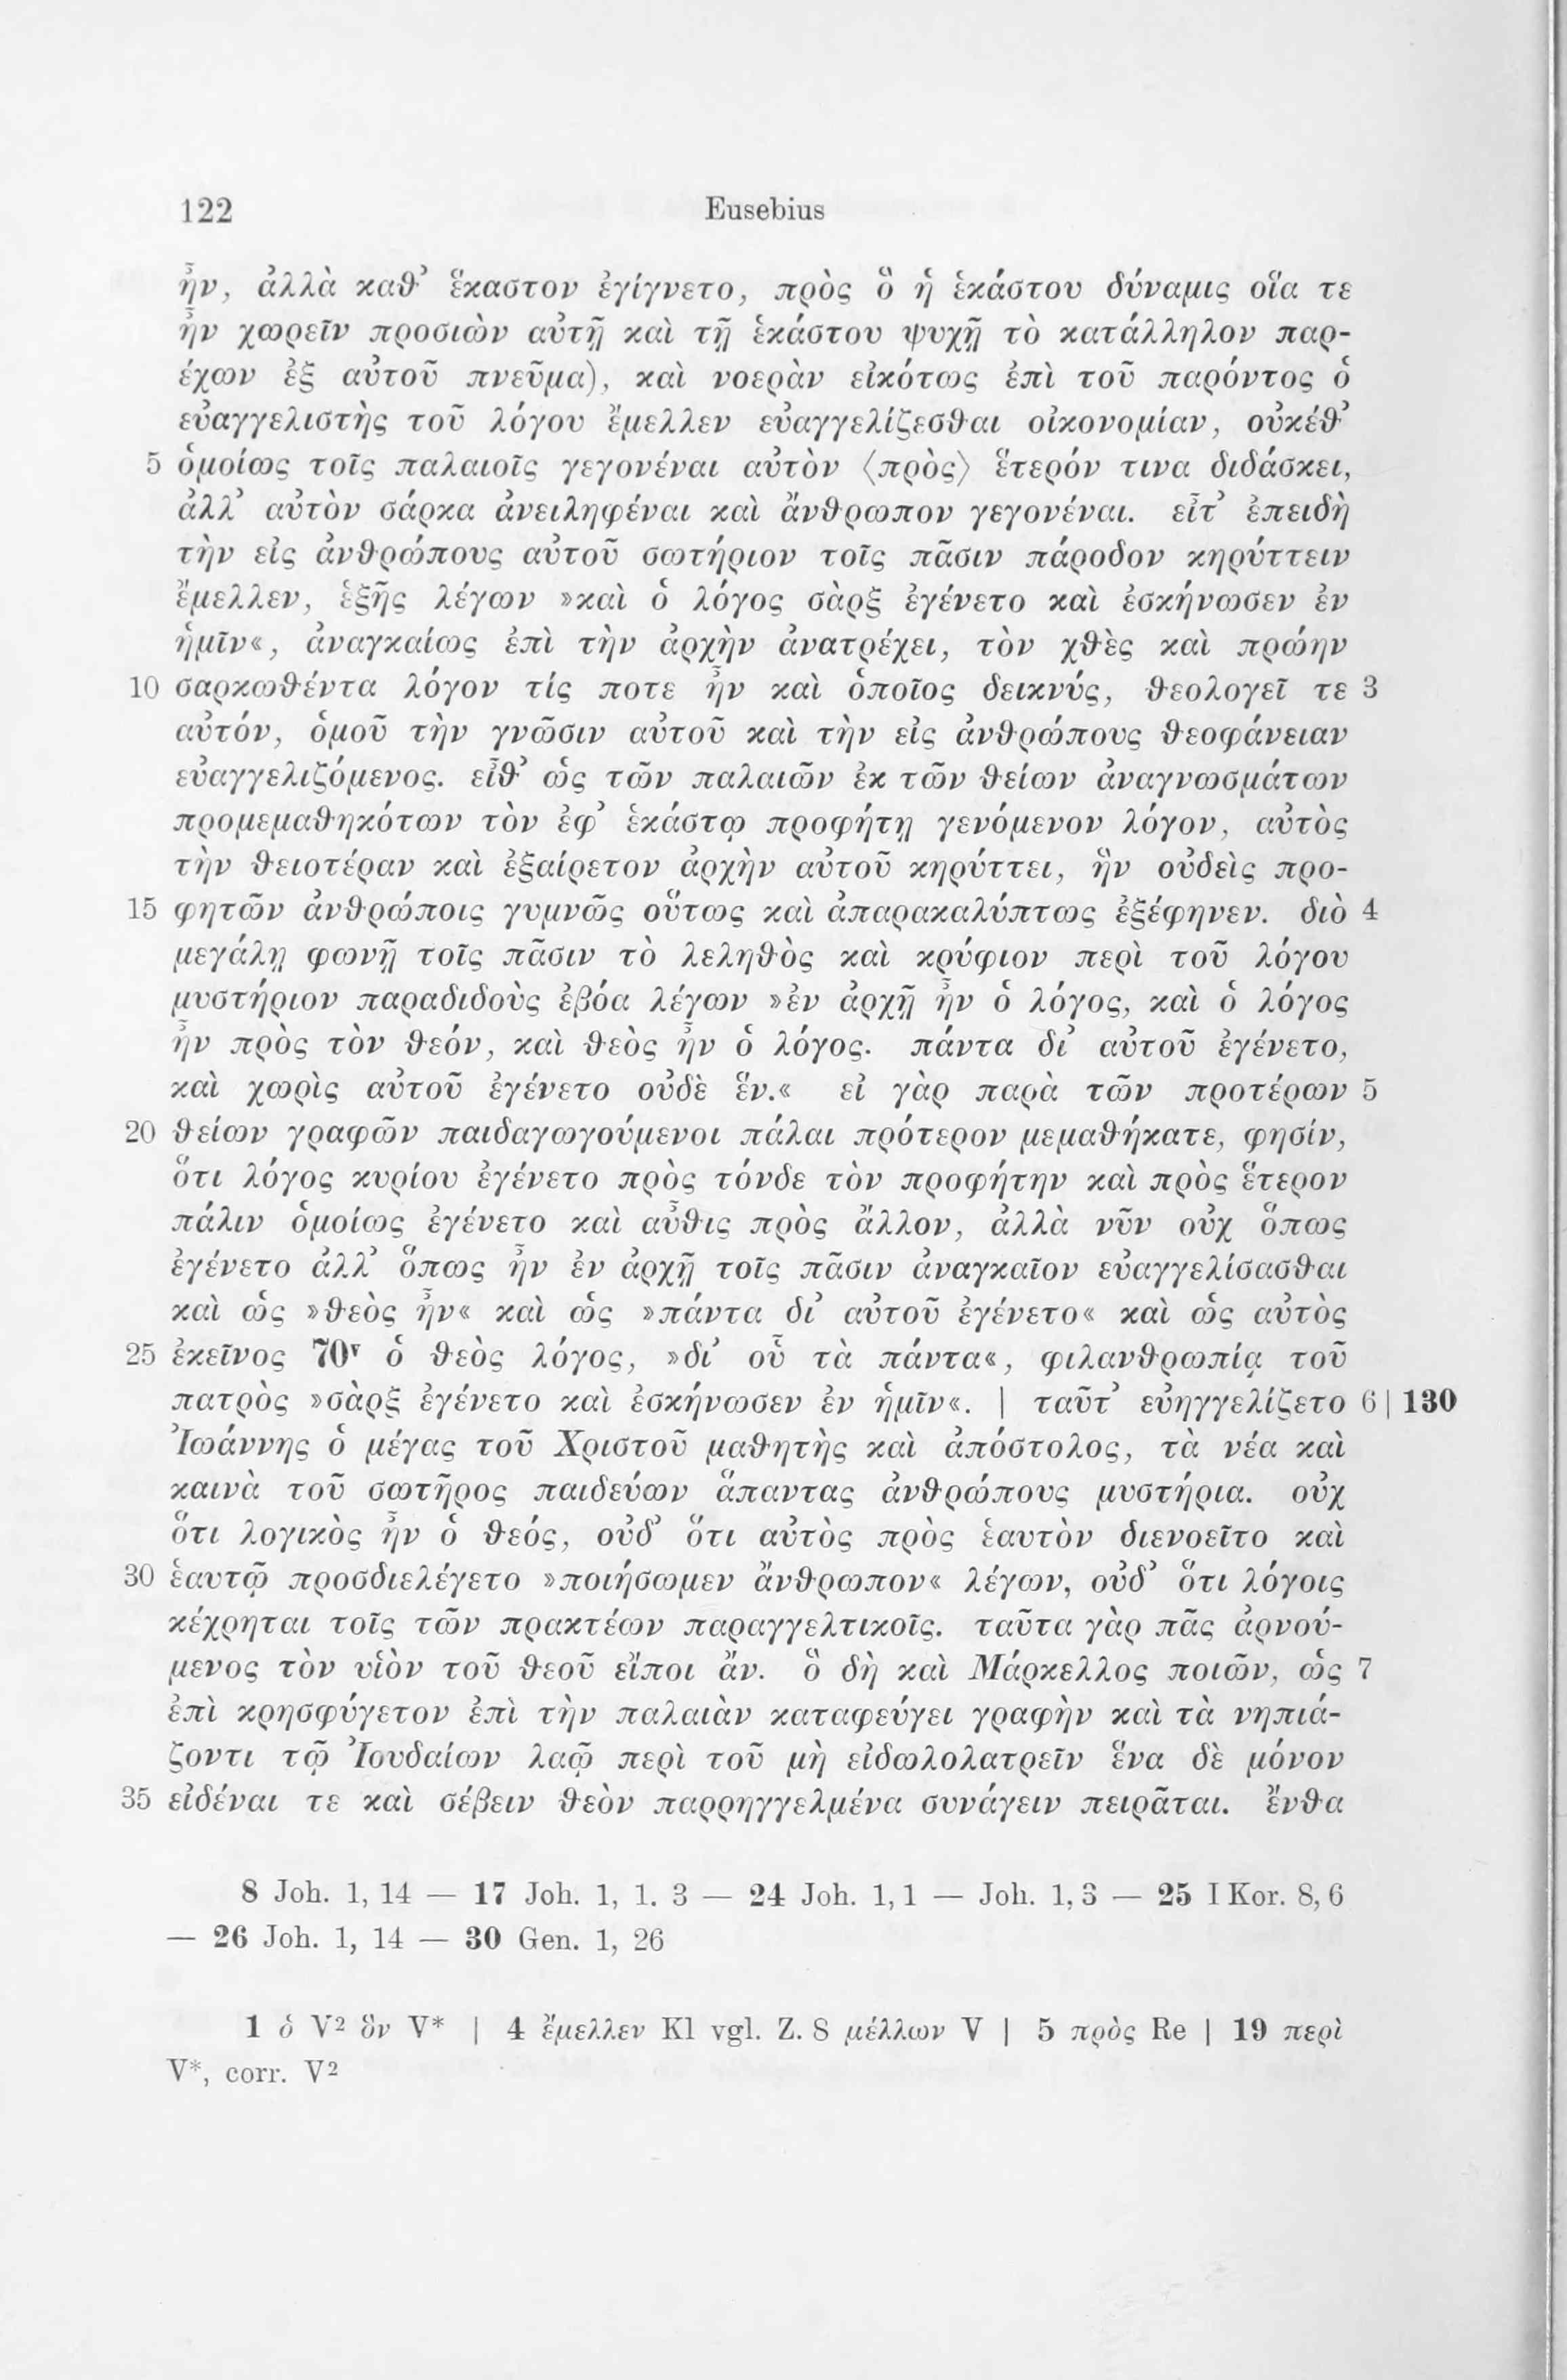 122 Eusebius
ἦν, ἀλλὰ καθ’ ἕκαστον ἐγίγνετο, πρὸς ὃ ἡ ἑκάστου δύναμις οἵα τε
ἦν χωρεῖν προσιὼν αὐτῇ καὶ τῇ ἑκάστου ψυχῇ τὸ κατάλληλον παρ-
έχων ἐξ αὐτοῦ πνεῦμα), καὶ νοερὰν εἰκότως ἐπὶ τοῦ παρόντος ὁ
εὐαγγελιστὴς τοῦ λόγου ἔμελλεν εὐαγγελίζεσθαι οἰκονομίαν, οὐκέθ’
5 ὁμοίως τοῖς παλαιοῖς γεγονέναι αὐτὸν ⟨πρὸς⟩ ἕτερόν τινα διδάσκει,
ἀλλ’ αὐτὸν σάρκα ἀνειληφέναι καὶ ἄνθρωπον γεγονέναι. εἶτ’ ἐπειδὴ
τὴν εἰς ἀνθρώπους αὐτοῦ σωτήριον τοῖς πᾶσιν πάροδον κηρύττειν
ἔμελλεν, ἑξῆς λέγων »καὶ ὁ λόγος σὰρξ ἐγένετο καὶ ἐσκήνωσεν ἐν
ἡμῖν«, ἀναγκαίως ἐπὶ τὴν ἀρχὴν ἀνατρέχει, τὸν χθὲς καὶ πρώην
10 σαρκωθέντα λόγον τίς ποτε ἦν καὶ ὁποῖος δεικνύς, θεολογεῖ τε 3
αὐτόν, ὁμοῦ τὴν γνῶσιν αὐτοῦ καὶ τὴν εἰς ἀνθρώπους θεοφάνειαν
εὐαγγελιζόμενος. εἶθ’ ὡς τῶν παλαιῶν ἐκ τῶν θείων ἀναγνωσμάτων
προμεμαθηκότων τὸν ἐφ’ ἑκάστῳ προφήτῃ γενόμενον λόγον, αὐτὸς
τὴν θειοτέραν καὶ ἐξαίρετον ἀρχὴν αὐτοῦ κηρύττει, ἣν οὐδεὶς προ-
15 φητῶν ἀνθρώποις γυμνῶς οὕτως καὶ ἀπαρακαλύπτως ἐξέφηνεν. διὸ 4
μεγάλῃ φωνῇ τοῖς πᾶσιν τὸ λεληθὸς καὶ κρύφιον περὶ τοῦ λόγου
μυστήριον παραδιδοὺς ἐβόα λέγων »ἐν ἀρχῇ ἦν ὁ λόγος, καὶ ὁ λόγος
ἦν πρὸς τὸν θεόν, καὶ θεὸς ἦν ὁ λόγος. πάντα δι’ αὐτοῦ ἐγένετο,
καὶ χωρὶς αὐτοῦ ἐγένετο οὐδὲ ἕν.« εἰ γὰρ παρὰ τῶν προτέρων 5
20 θείων γραφῶν παιδαγωγούμενοι πάλαι πρότερον μεμαθήκατε, φησίν,
ὅτι λόγος κυρίου ἐγένετο πρὸς τόνδε τὸν προφήτην καὶ πρὸς ἕτερον
πάλιν ὁμοίως ἐγένετο καὶ αὖθις πρὸς ἄλλον, ἀλλὰ νῦν οὐχ ὅπως
ἐγένετο ἀλλ’ ὅπως ἦν ἐν ἀρχῇ τοῖς πᾶσιν ἀναγκαῖον εὐαγγελίσασθαι
καὶ ὡς »θεὸς ἦν« καὶ ὡς »πάντα δι’ αὐτοῦ ἐγένετο« καὶ ὡς αὐτὸς
25 ἐκεῖνος 70ʳ ὁ θεὸς λόγος, »δι’ οὗ τὰ πάντα«, φιλανθρωπίᾳ τοῦ
πατρὸς »σὰρξ ἐγένετο καὶ ἐσκήνωσεν ἐν ἡμῖν«. | ταῦτ’ εὐηγγελίζετο 6 | 130
Ἰωάννης ὁ μέγας τοῦ Χριστοῦ μαθητὴς καὶ ἀπόστολος, τὰ νέα καὶ
καινὰ τοῦ σωτῆρος παιδεύων ἅπαντας ἀνθρώπους μυστήρια. οὐχ
ὅτι λογικὸς ἦν ὁ θεός, οὐδ’ ὅτι αὐτὸς πρὸς ἑαυτὸν διενοεῖτο καὶ
30 ἑαυτῷ προσδιελέγετο »ποιήσωμεν ἄνθρωπον« λέγων, οὐδ’ ὅτι λόγοις
κέχρηται τοῖς τῶν πρακτέων παραγγελτικοῖς. ταῦτα γὰρ πᾶς ἀρνού-
μενος τὸν υἱὸν τοῦ θεοῦ εἴποι ἄν. ὃ δὴ καὶ Μάρκελλος ποιῶν, ὡς 7
ἐπὶ κρησφύγετον ἐπὶ τὴν παλαιὰν καταφεύγει γραφὴν καὶ τὰ νηπιά-
ζοντι τῷ Ἰουδαίων λαῷ περὶ τοῦ μὴ εἰδωλολατρεῖν ἕνα δὲ μόνον
35 εἰδέναι τε καὶ σέβειν θεὸν παρρηγγελμένα συνάγειν πειρᾶται. ἔνθα
8 Joh. 1, 14 — 17 Joh. 1, 1. 3 — 24 Joh. 1, 1 — Joh. 1, 3 — 25 I Kor. 8, 6
— 26 Joh. 1, 14 — 30 Gen. 1, 26
1 ὁ V² ὃν V* | 4 ἔμελλεν Kl vgl. Z. 8 μέλλων V | 5 πρὸς Re | 19 περὶ
V*, corr. V²